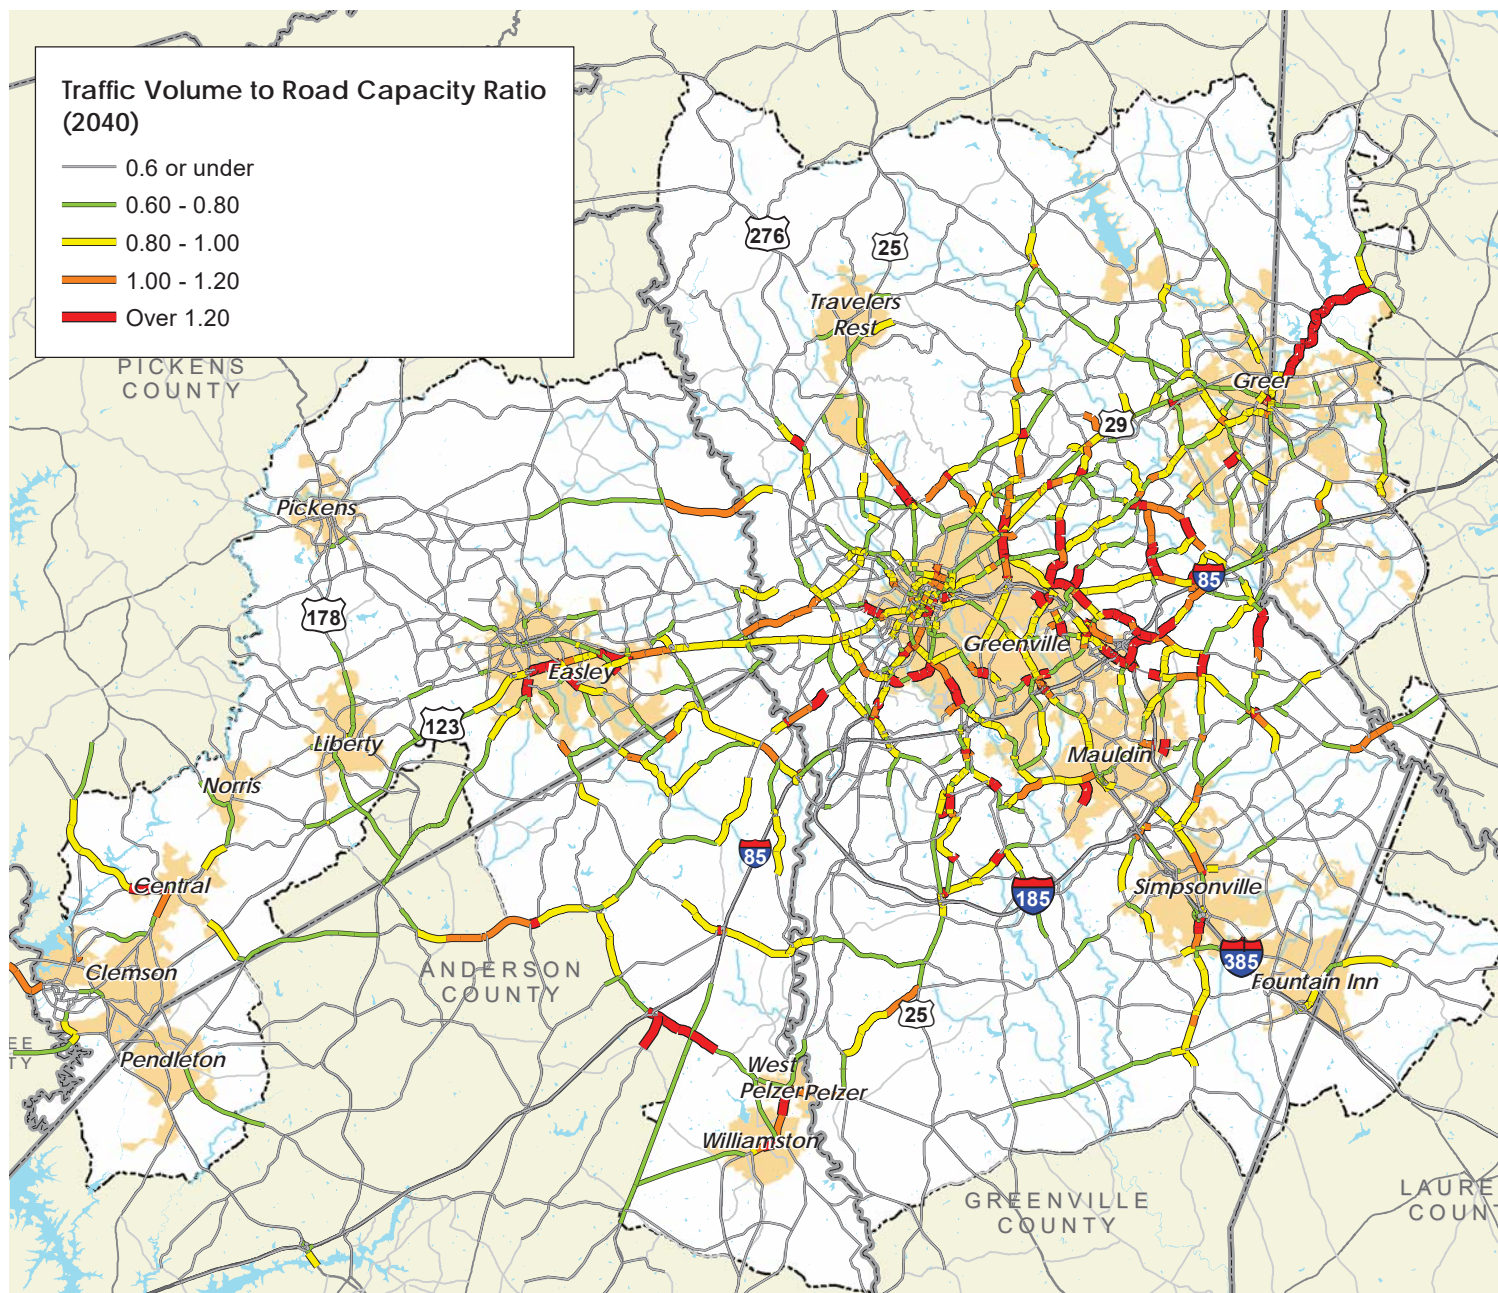 Traffic Volume to Road Capacity Ratio
(2040)
0.6 or under
0.60 - 0.80
0.80 - 1.00
1.00 - 1.20
Over 1.20
PICKENS
COUNTY
276
25
Travelers
Rest
Greer
29
Pickens
85
178
Greenville
Easley
123
Liberty
Mauldin
Norris
85
Central
Simpsonville
185
385
Clemson
ANDERSON
COUNTY
Fountain Inn
25
EE
TY
Pendleton
West
Pelzer
Pelzer
Williamston
GREENVILLE
COUNTY
LAURE
COUNT